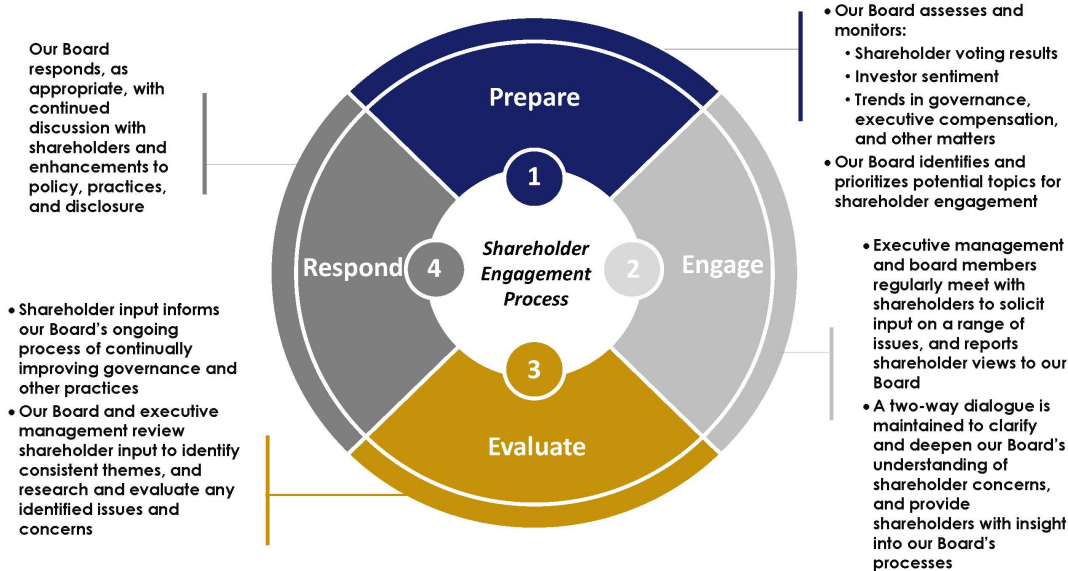 Prepare
1
Shareholder
Engagement
Process
2
Engage
3
Evaluate
Respond
4
• Our Board assesses and
monitors:
• Shareholder voting results
• Investor sentiment
• Trends in governance,
executive compensation,
and other matters
• Our Board identifies and
prioritizes potential topics for
shareholder engagement
• Executive management
and board members
regularly meet with
shareholders to solicit
input on a range of
issues, and reports
shareholder views to our
Board
• A two-way dialogue is
maintained to clarify
and deepen our Board's
understanding of
shareholder concerns,
and provide
shareholders with insight
into our Board's
processes
• Shareholder input informs
our Board's ongoing
process of continually
improving governance and
other practices
• Our Board and executive
management review
shareholder input to identify
consistent themes, and
research and evaluate any
identified issues and
concerns
Our Board
responds, as
appropriate, with
continued
discussion with
shareholders and
enhancements to
policy, practices,
and disclosure